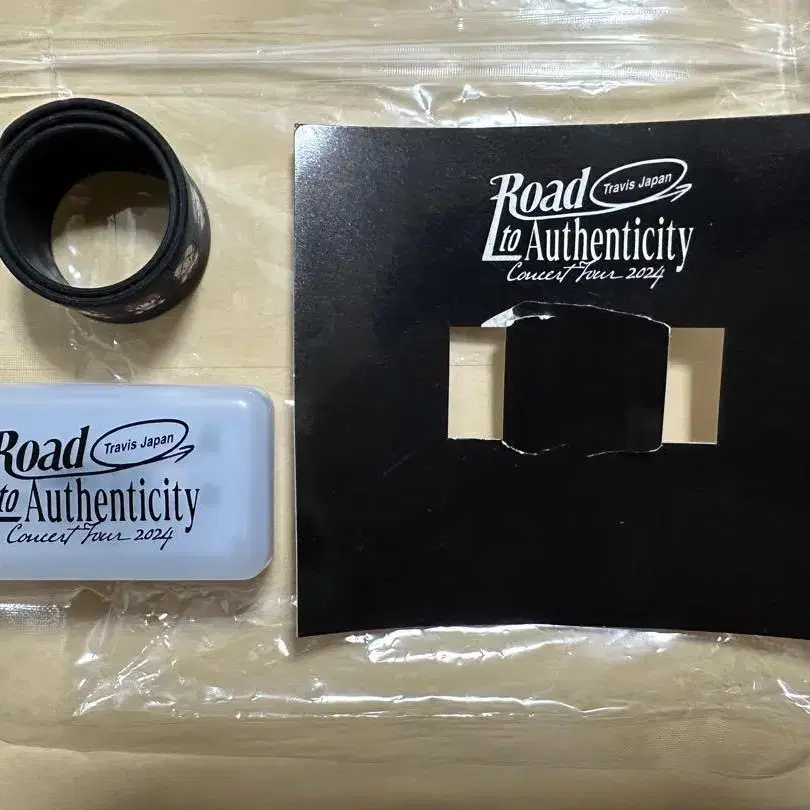 Road
Travis Japan
to Authenticity
Concert Tour 2024
Road
Travis Japan
to Authenticity
Concert Tour 2024